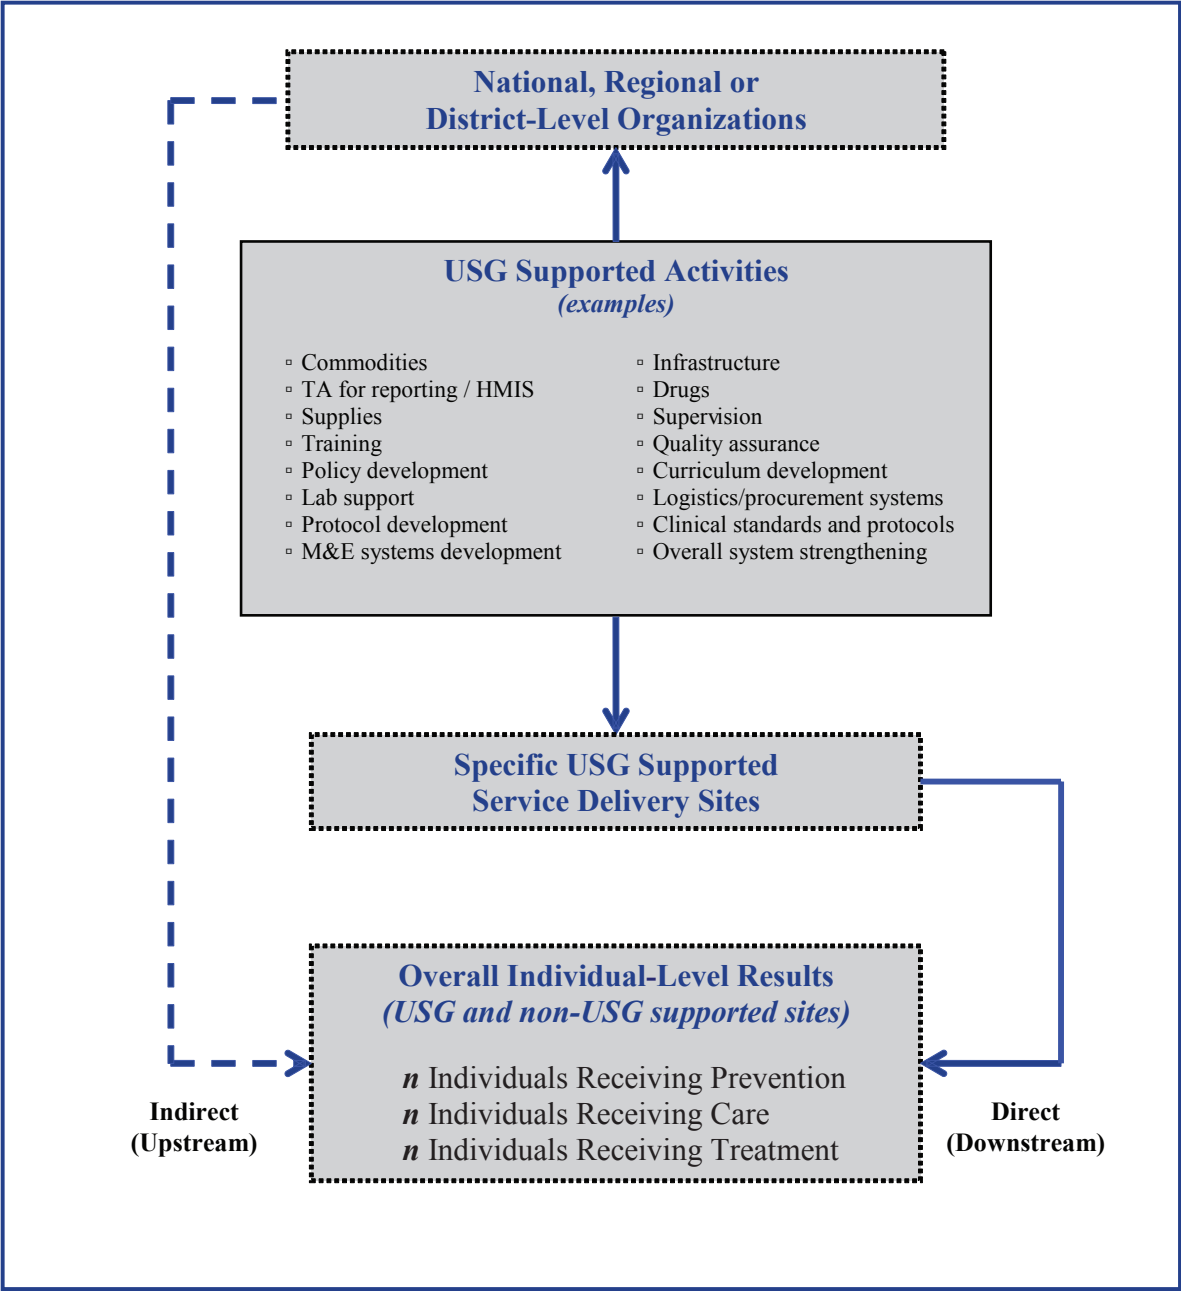 National, Regional or
District-Level Organizations
USG Supported Activities
(examples)
▫ Commodities
▫ TA for reporting / HMIS
▫ Supplies
▫ Training
▫ Policy development
▫ Lab support
▫ Protocol development
▫ M&E systems development
▫ Infrastructure
▫ Drugs
▫ Supervision
▫ Quality assurance
▫ Curriculum development
▫ Logistics/procurement systems
▫ Clinical standards and protocols
▫ Overall system strengthening
Specific USG Supported
Service Delivery Sites
Overall Individual-Level Results
(USG and non-USG supported sites)
n Individuals Receiving Prevention
n Individuals Receiving Care
n Individuals Receiving Treatment
Indirect
(Upstream)
Direct
(Downstream)